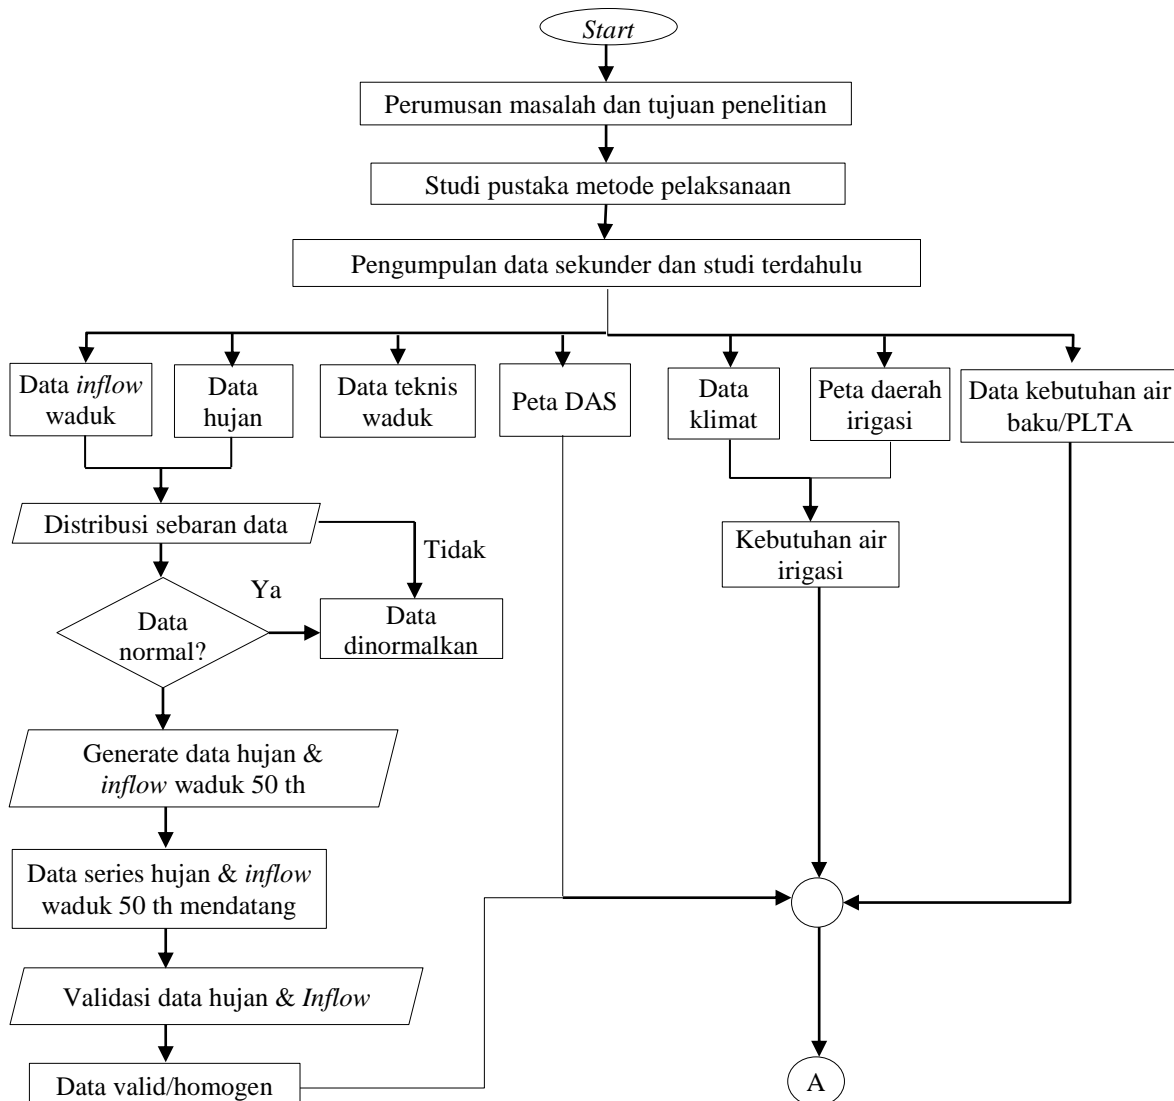 Start
Perumusan masalah dan tujuan penelitian
Studi pustaka metode pelaksanaan
Pengumpulan data sekunder dan studi terdahulu
Data inflow
waduk
Data
hujan
Data teknis
waduk
Peta DAS
Data
klimat
Peta daerah
irigasi
Data kebutuhan air
baku/PLTA
Distribusi sebaran data
Tidak
Kebutuhan air
irigasi
Ya
Data
normal?
Data
dinormalkan
Generate data hujan &
inflow waduk 50 th
Data series hujan & inflow
waduk 50 th mendatang
Validasi data hujan & Inflow
Data valid/homogen
A